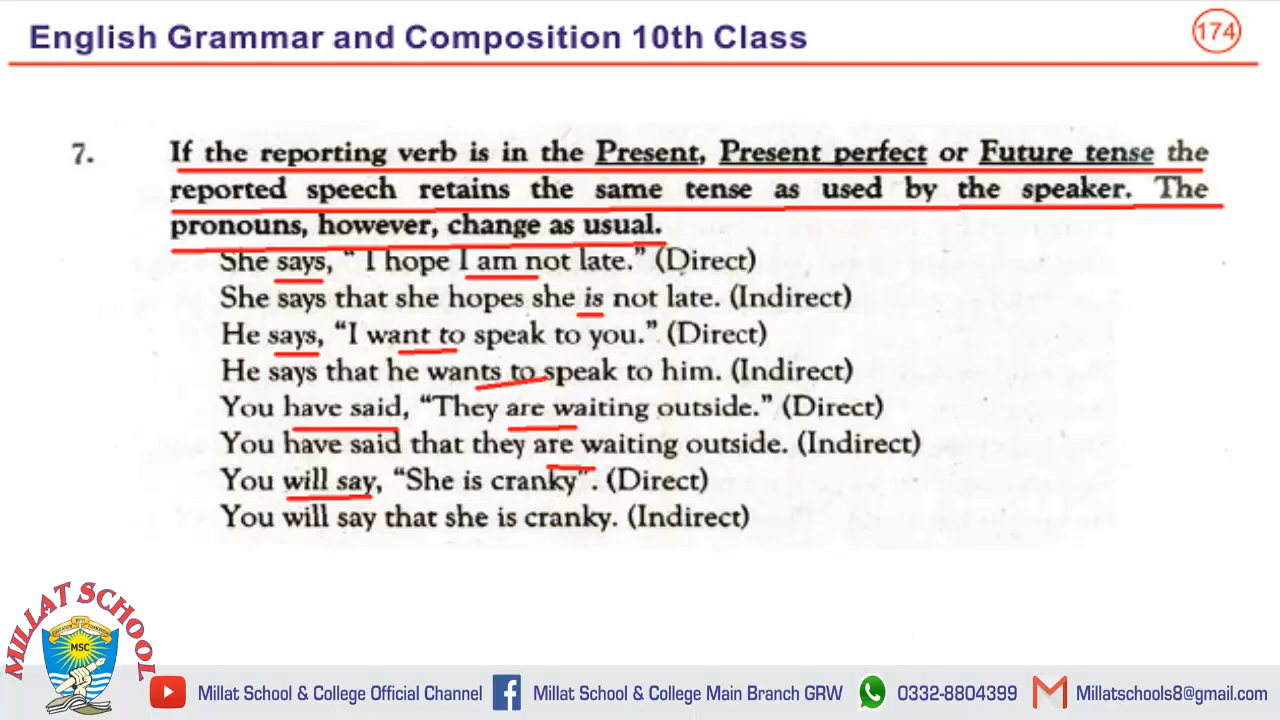 English Grammar and Composition 10th Class
174
7. If the reporting verb is in the Present, Present perfect or Future tense the
reported speech retains the same tense as used by the speaker. The
pronouns, however, change as usual.
She says, " I hope I am not late." (Direct)
She says that she hopes she is not late. (Indirect)
He says, "I want to speak to you." (Direct)
He says that he wants to speak to him. (Indirect)
You have said, "They are waiting outside." (Direct)
You have said that they are waiting outside. (Indirect)
You will say, "She is cranky". (Direct)
You will say that she is cranky. (Indirect)
MILLAT SCHOOL
MSC
Millat School & College Official Channel
Millat School & College Main Branch GRW
0332-8804399
Millatschools8@gmail.com